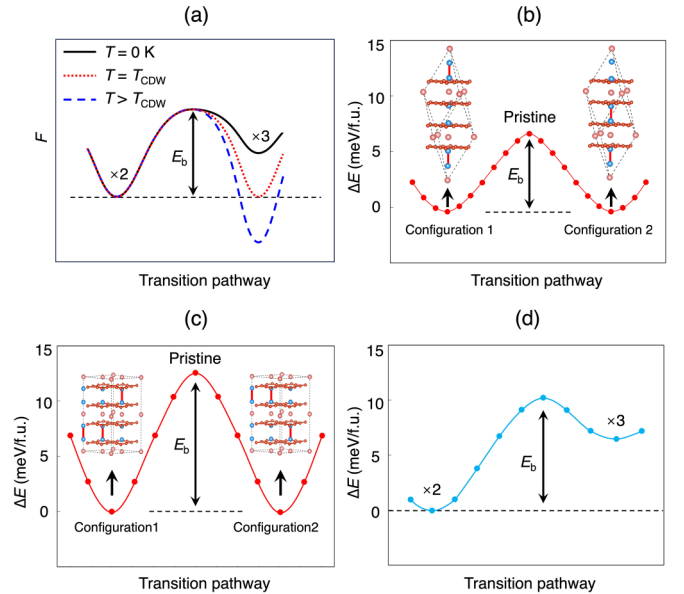 (a)
T = 0 K
T = TCDW
T > TCDW
F
×2
Eb
×3
Transition pathway
(b)
ΔE (meV/f.u.)
15
10
5
0
Pristine
Eb
Configuration 1
Configuration 2
Transition pathway
(c)
ΔE (meV/f.u.)
15
10
5
0
Pristine
Eb
Configuration1
Configuration2
Transition pathway
(d)
ΔE (meV/f.u.)
15
10
5
0
×2
Eb
×3
Transition pathway